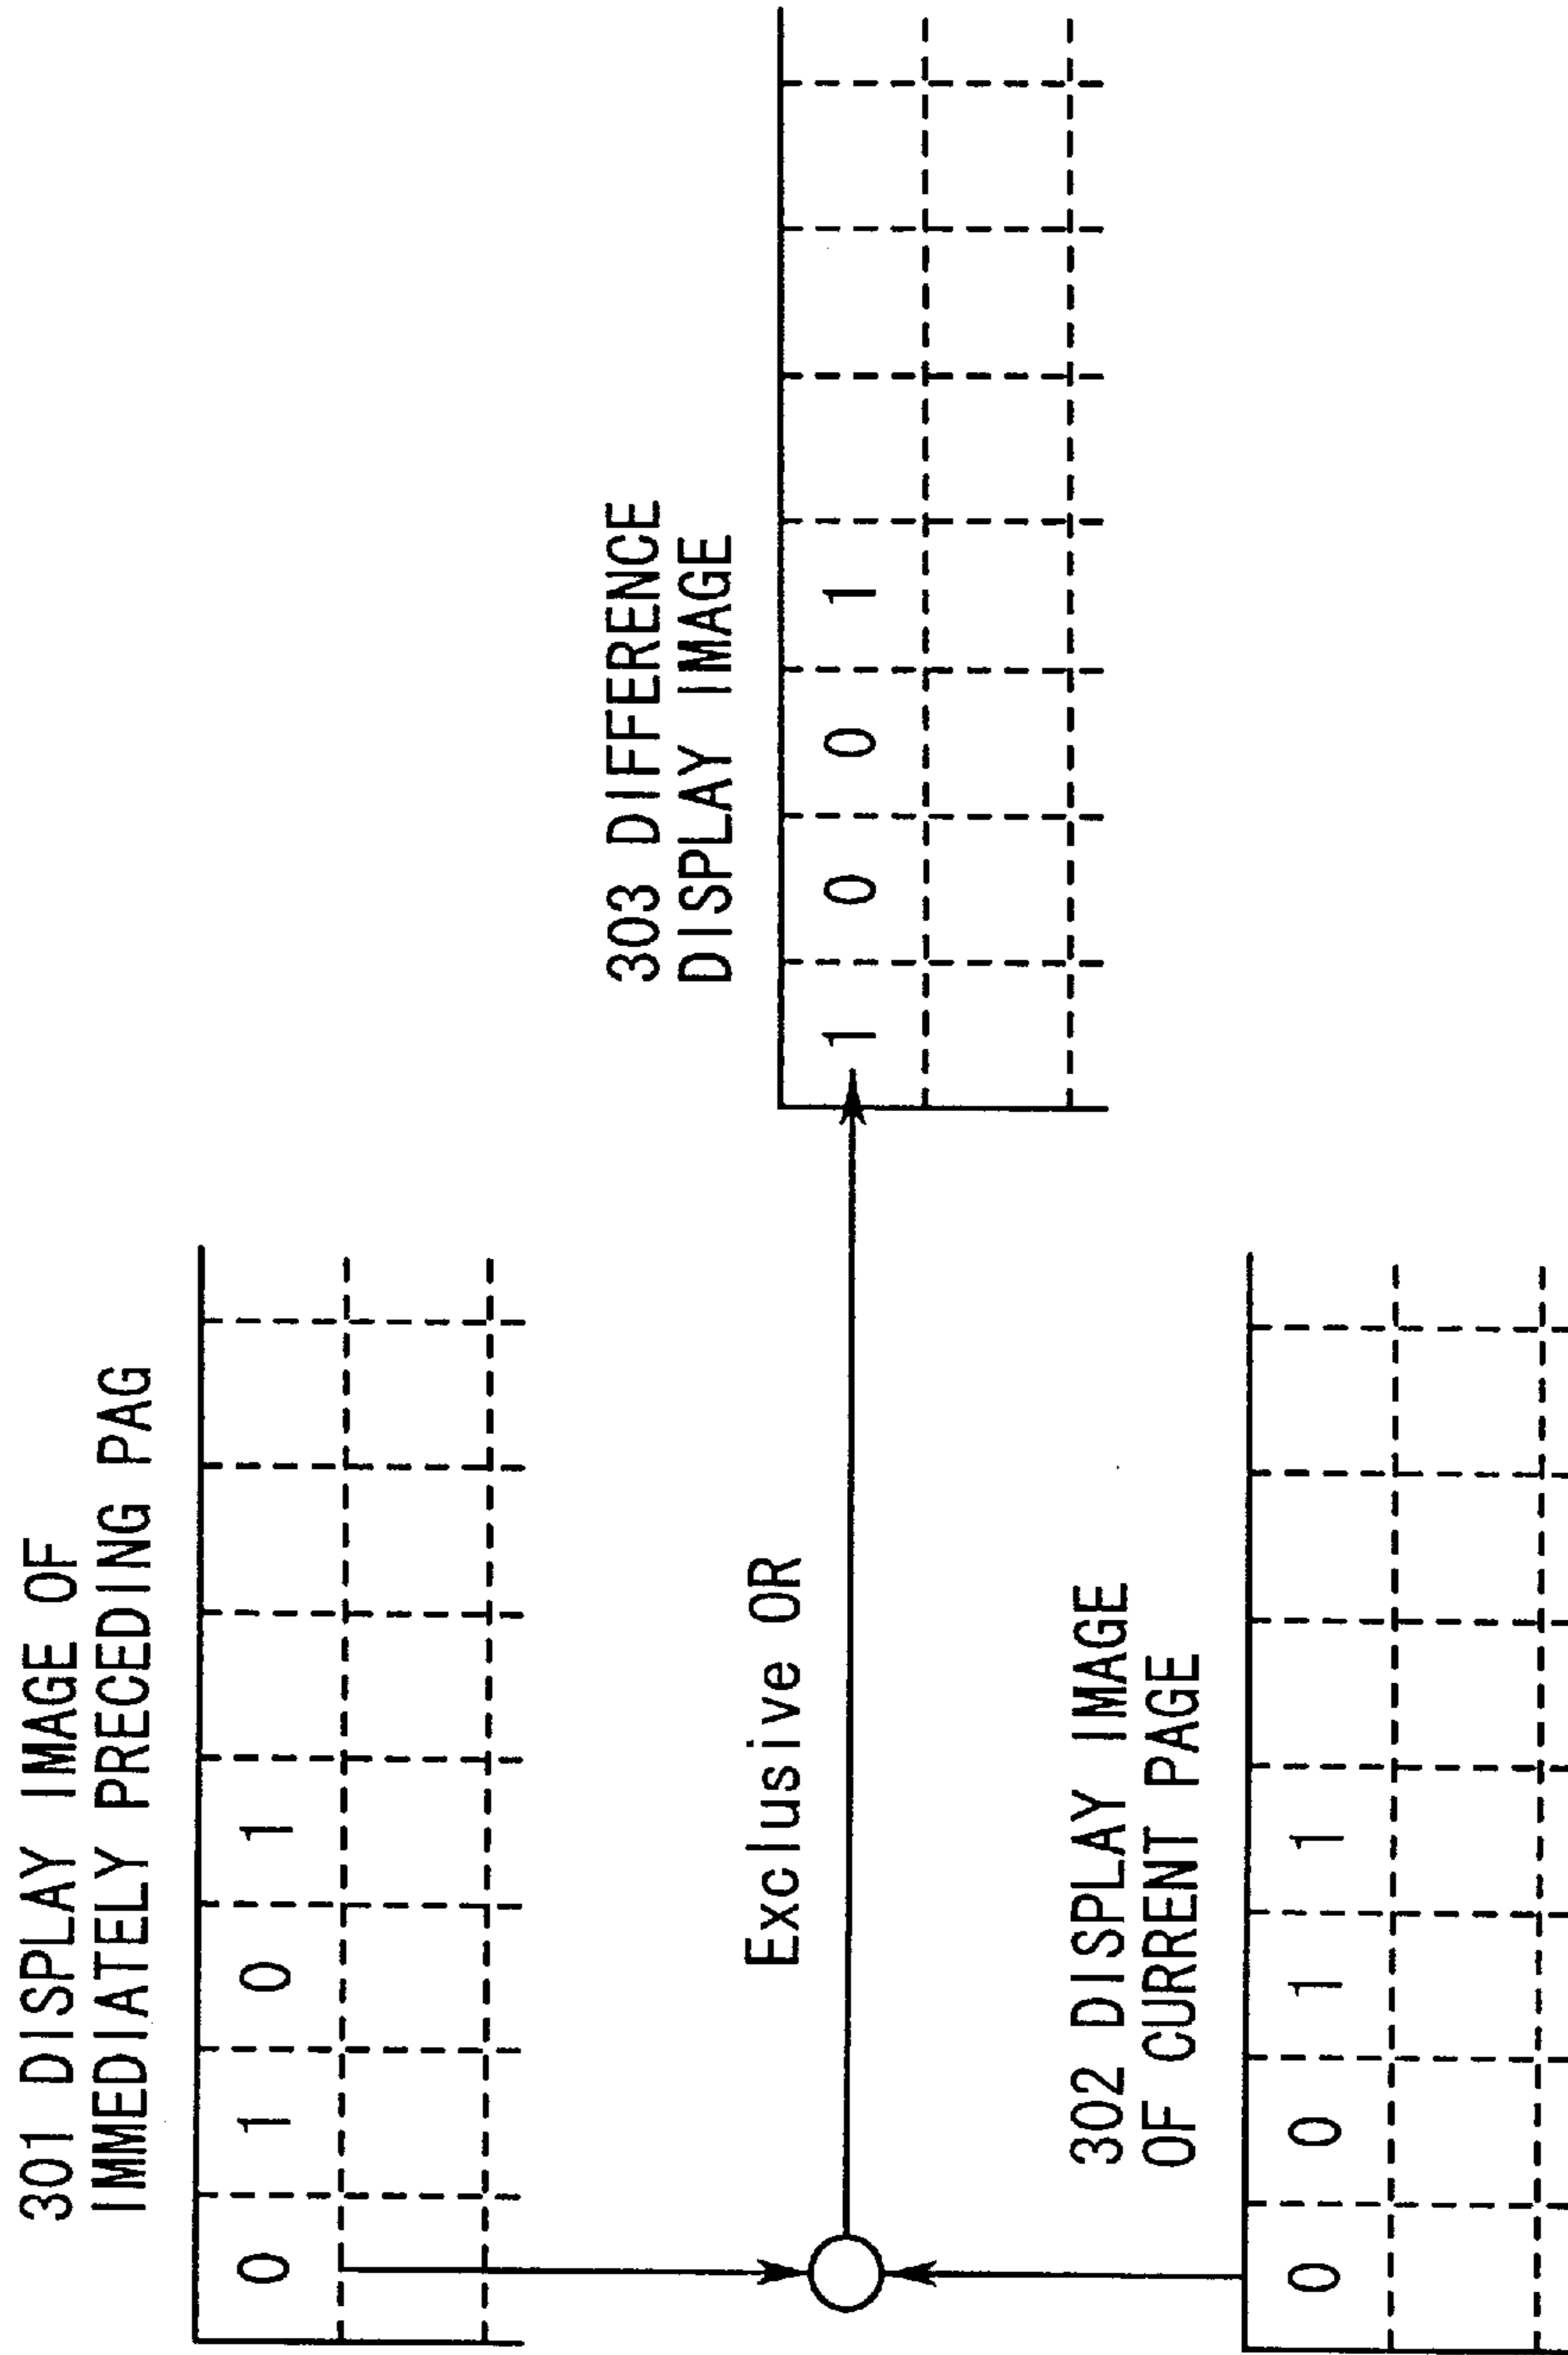 301 DISPLAY IMAGE OF
IMMEDIATELY PRECEDING PAG
0 1 0 1
Exclusive OR
303 DIFFERENCE
DISPLAY IMAGE
1 0 0 1
302 DISPLAY IMAGE
OF CURRENT PAGE
0 0 1 1